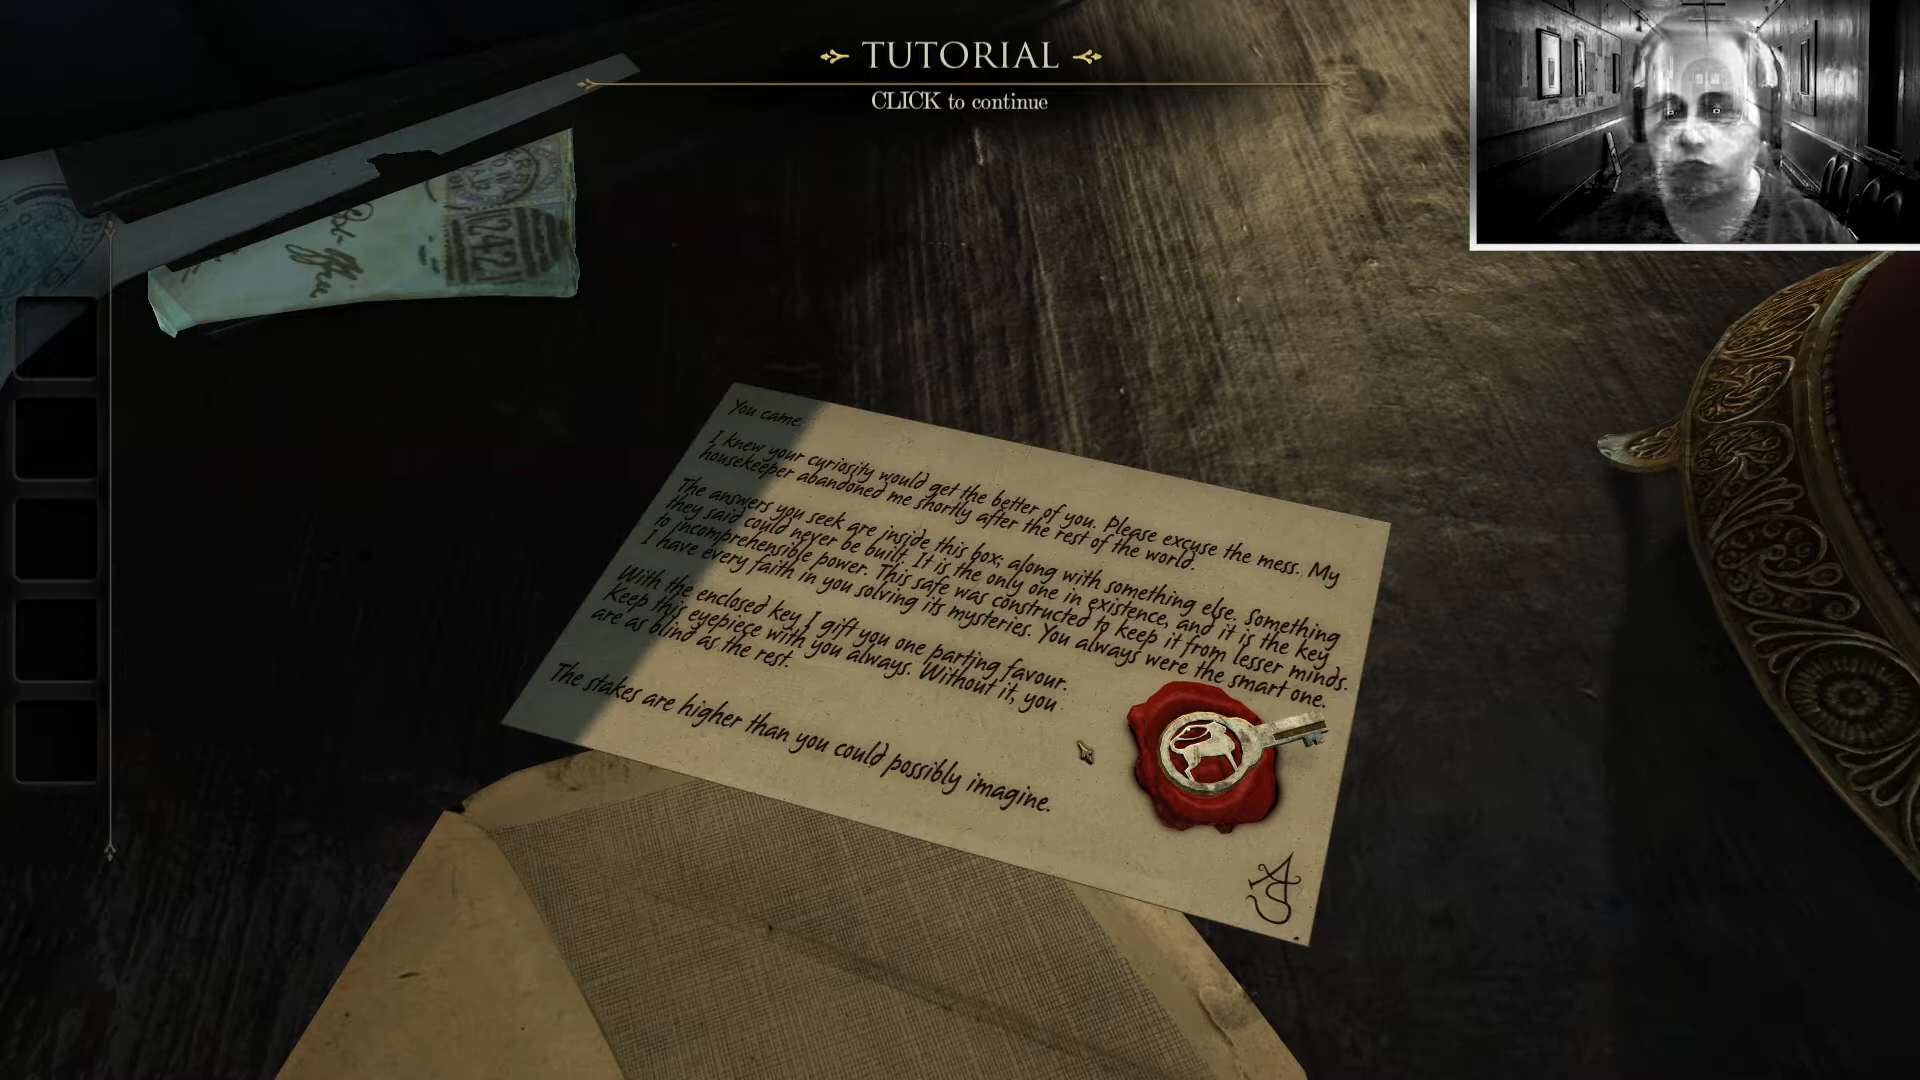 TUTORIAL
CLICK to continue
Post office
12421
You came.
I knew your curiosity would get the better of you. Please excuse the mess. My
housekeeper abandoned me shortly after the rest of the world.
The answers you seek are inside this box; along with something else. Something
they said could never be built. It is the only one in existence, and it is the key
to incomprehensible power. This safe was constructed to keep it from lesser minds.
I have every faith in you solving its mysteries. You always were the smart one.
With the enclosed key I gift you one parting favour.
Keep this eyepiece with you always. Without it, you
are as blind as the rest.
The stakes are higher than you could possibly imagine.